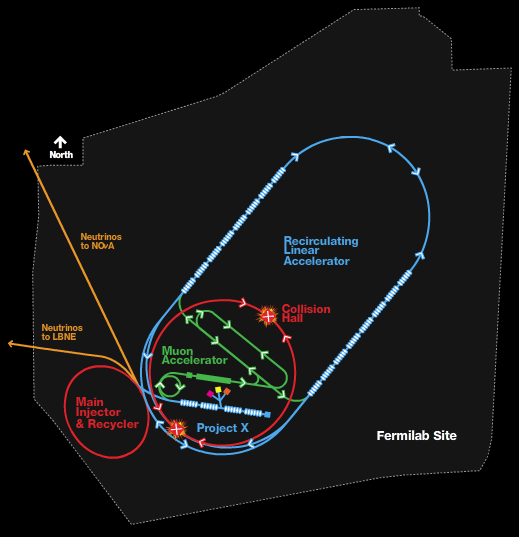 North
Neutrinos
to NOνA
Recirculating
Linear
Accelerator
Collision
Hall
Neutrinos
to LBNE
Muon
Accelerator
Main
Injector
& Recycler
Project X
Fermilab Site